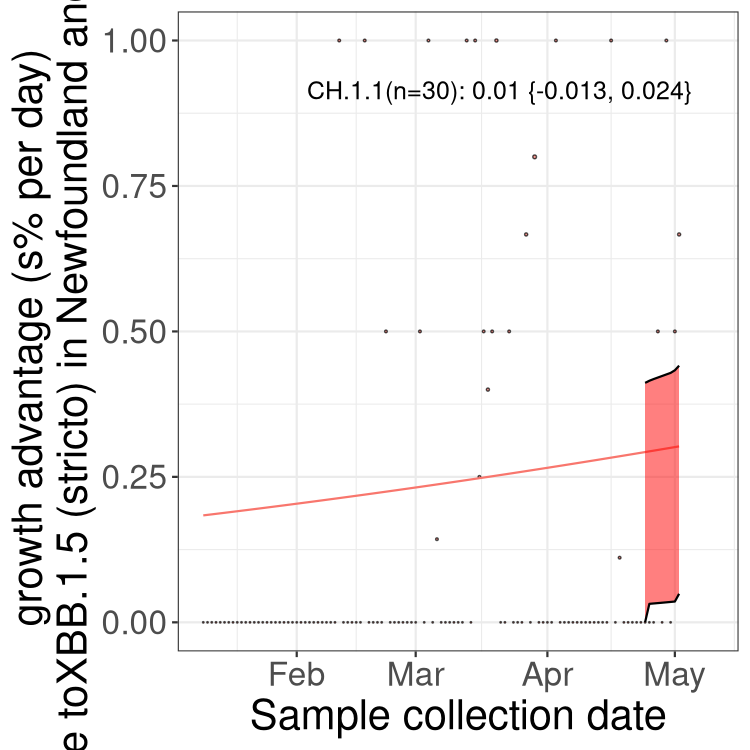 growth advantage (s% per day)
e toXBB.1.5 (stricto) in Newfoundland and
1.00
0.75
0.50
0.25
0.00
CH.1.1(n=30): 0.01 {-0.013, 0.024}
Feb Mar Apr May
Sample collection date